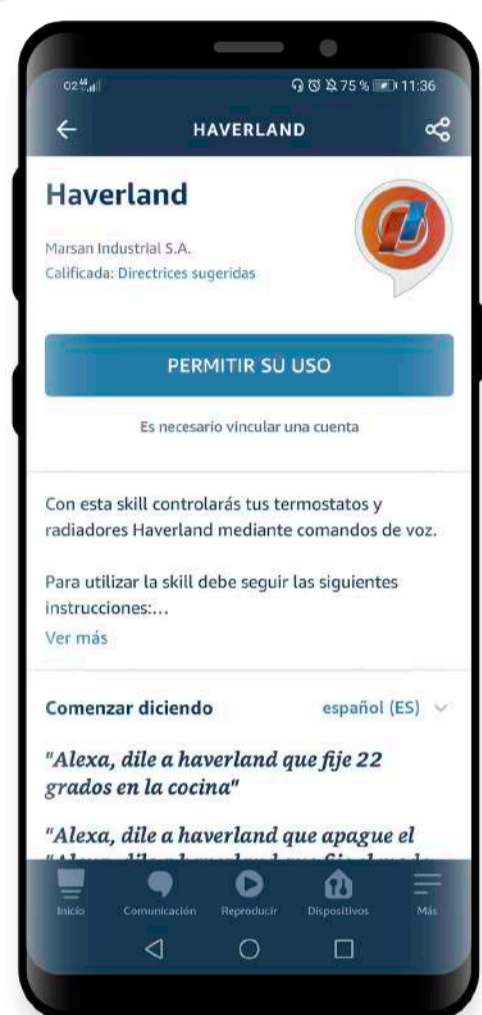 O2 4G 75 % 11:36
HAVERLAND
Haverland
Marsan Industrial S.A.
Calificada: Directrices sugeridas
PERMITIR SU USO
Es necesario vincular una cuenta
Con esta skill controlarás tus termostatos y
radiadores Haverland mediante comandos de voz.
Para utilizar la skill debe seguir las siguientes
instrucciones:...
Ver más
Comenzar diciendo español (ES)
"Alexa, dile a haverland que fije 22
grados en la cocina"
"Alexa, dile a haverland que apague el
Inicio Comunicación Reproducir Dispositivos Más